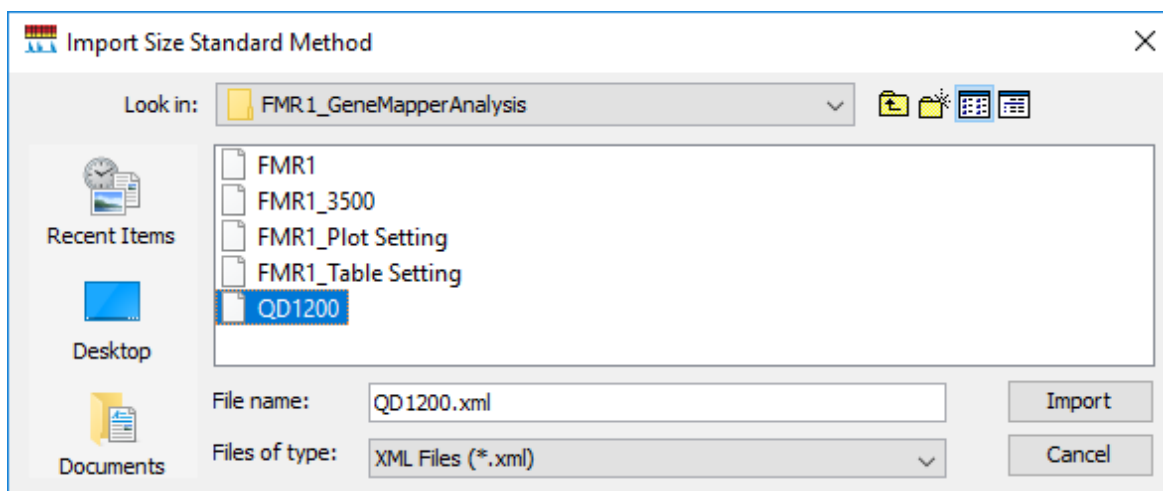 Import Size Standard Method
Look in: FMR1_GeneMapperAnalysis
FMR1
FMR1_3500
FMR1_Plot Setting
FMR1_Table Setting
QD1200
Recent Items
Desktop
Documents
File name: QD1200.xml Import
Files of type: XML Files (*.xml) Cancel